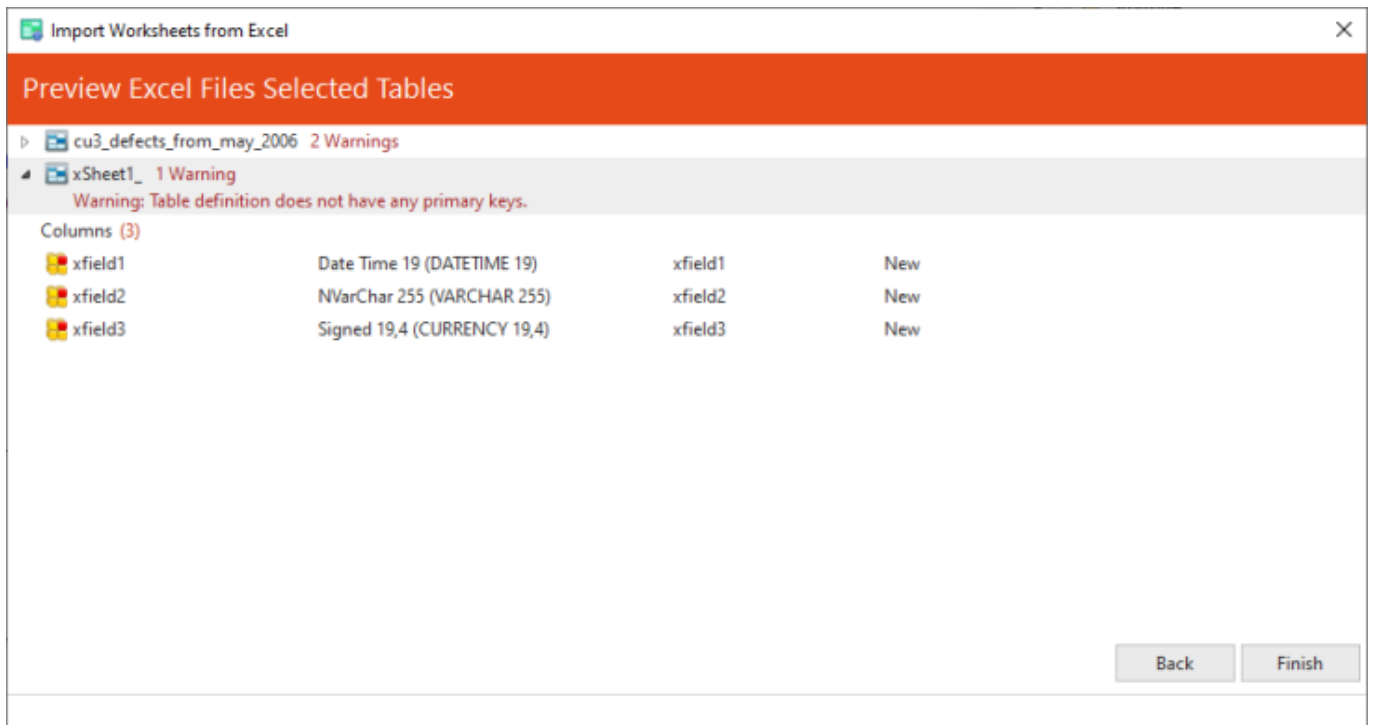 Import Worksheets from Excel
Preview Excel Files Selected Tables
cu3_defects_from_may_2006 2 Warnings
xSheet1_ 1 Warning
Warning: Table definition does not have any primary keys.
Columns (3)
xfield1 Date Time 19 (DATETIME 19) xfield1 New
xfield2 NVarChar 255 (VARCHAR 255) xfield2 New
xfield3 Signed 19,4 (CURRENCY 19,4) xfield3 New
Back Finish